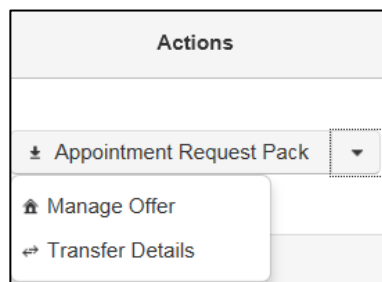 Actions
Appointment Request Pack
Manage Offer
Transfer Details